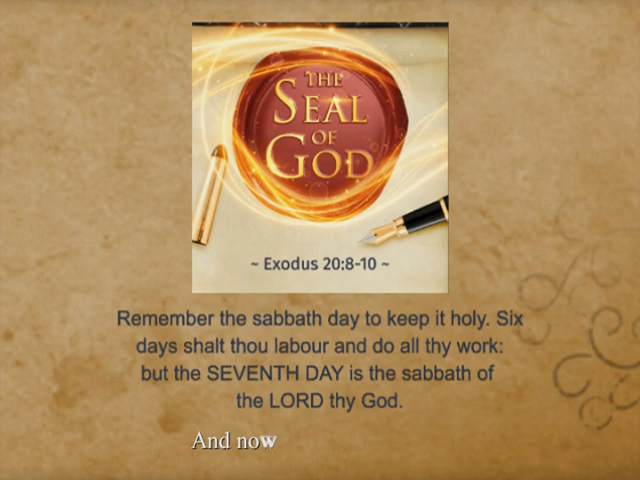 THE
SEAL
OF
GOD
~ Exodus 20:8-10 ~
Remember the sabbath day to keep it holy. Six
days shalt thou labour and do all thy work:
but the SEVENTH DAY is the sabbath of
the LORD thy God.
And now